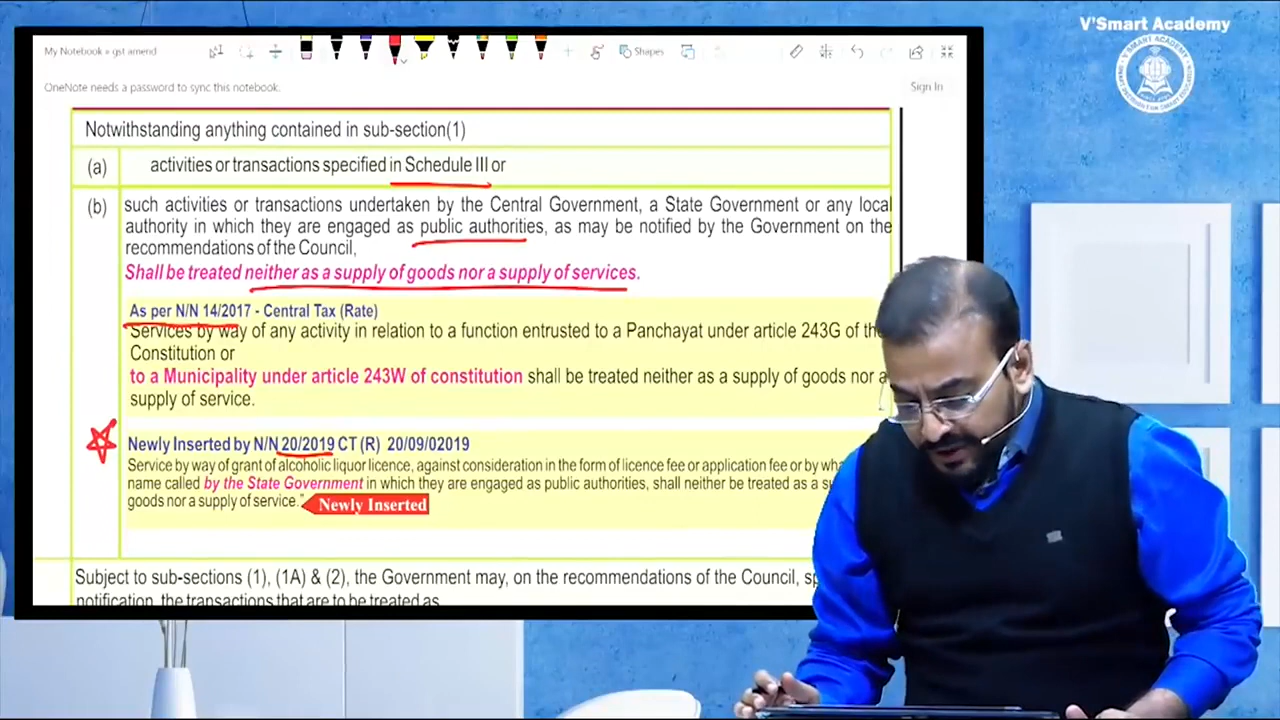 V'Smart Academy
My Notebook » gst amend
Shapes
OneNote needs a password to sync this notebook.
Sign In
Notwithstanding anything contained in sub-section(1)
(a) activities or transactions specified in Schedule III or
(b) such activities or transactions undertaken by the Central Government, a State Government or any local
authority in which they are engaged as public authorities, as may be notified by the Government on the
recommendations of the Council,
Shall be treated neither as a supply of goods nor a supply of services.
As per N/N 14/2017 - Central Tax (Rate)
Services by way of any activity in relation to a function entrusted to a Panchayat under article 243G of the
Constitution or
to a Municipality under article 243W of constitution shall be treated neither as a supply of goods nor a
supply of service.
Newly Inserted by N/N 20/2019 CT (R) 20/09/02019
Service by way of grant of alcoholic liquor licence, against consideration in the form of licence fee or application fee or by
name called by the State Government in which they are engaged as public authorities, shall neither be treated as a
goods nor a supply of service."
Newly Inserted
Subject to sub-sections (1), (1A) & (2), the Government may, on the recommendations of the Council,
notification, the transactions that are to be treated as